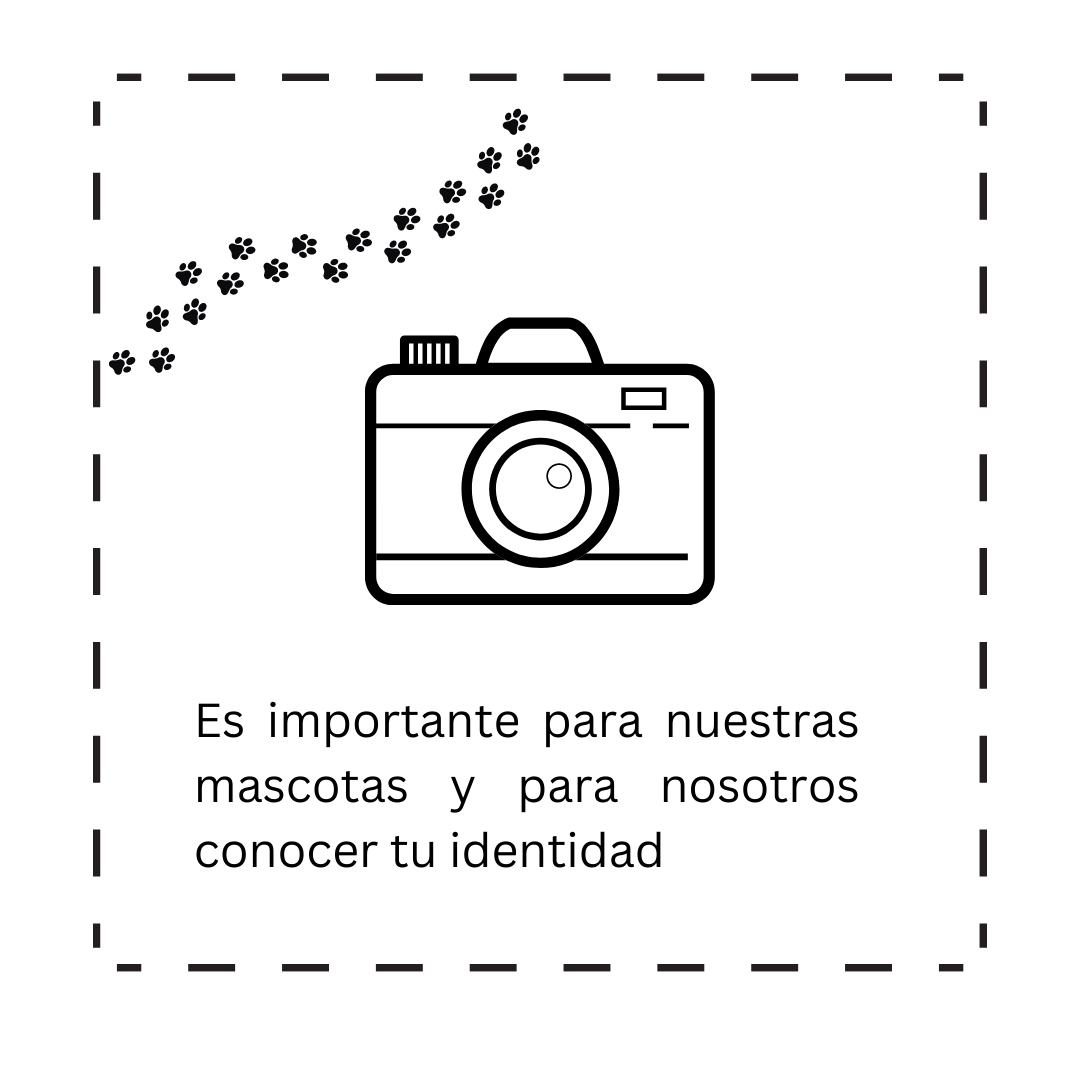 Es importante para nuestras
mascotas y para nosotros
conocer tu identidad